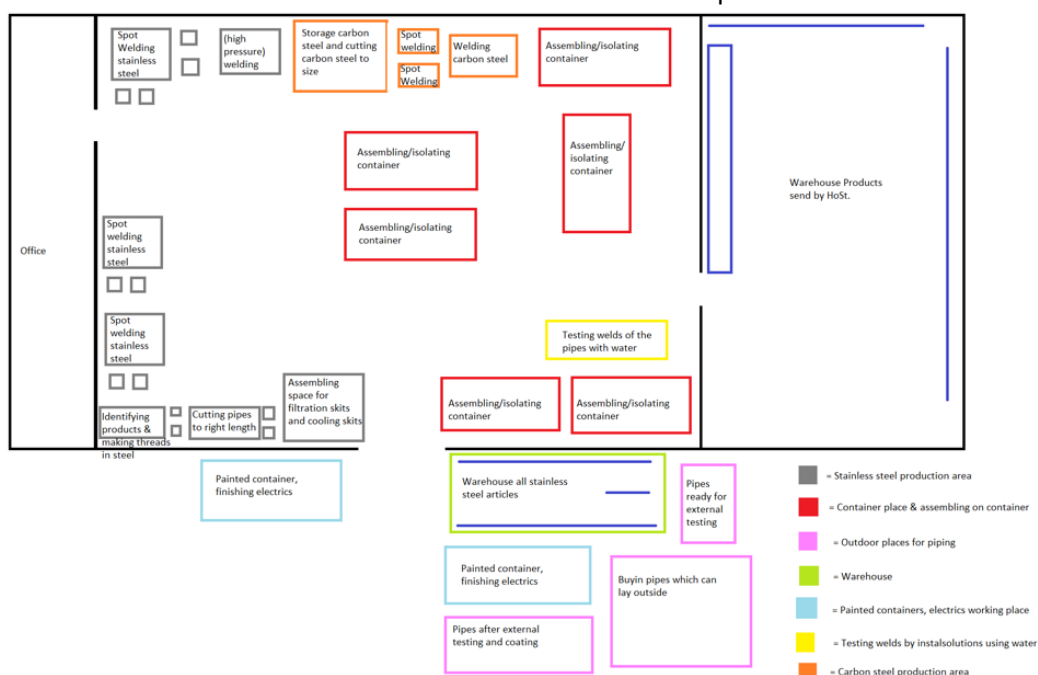 Spot
Welding
stainless
steel
(high
pressure)
welding
Storage carbon
steel and cutting
carbon steel to
size
Spot
welding
Spot
Welding
Welding
carbon steel
Assembling/isolating
container
Assembling/isolating
container
Assembling/
isolating
container
Assembling/isolating
container
Warehouse Products
send by HoSt.
Office
Spot
welding
stainless
steel
Spot
welding
stainless
steel
Testing welds of the
pipes with water
Identifying
products &
making threads
in steel
Cutting pipes
to right length
Assembling
space for
filtration skits
and cooling skits
Assembling/isolating
container
Assembling/isolating
container
Painted container,
finishing electrics
Warehouse all stainless
steel articles
Pipes
ready for
external
testing
Painted container,
finishing electrics
Buyin pipes which can
lay outside
Pipes after external
testing and coating
= Stainless steel production area
= Container place & assembling on container
= Outdoor places for piping
= Warehouse
= Painted containers, electrics working place
= Testing welds by instalsolutions using water
= Carbon steel production area